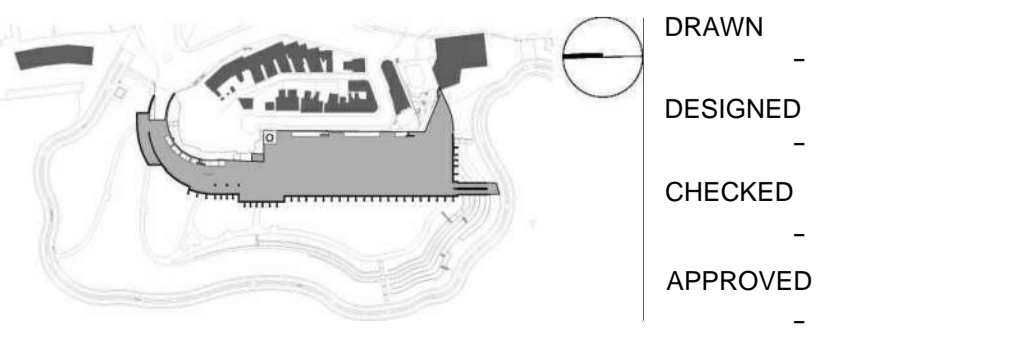 DRAWN
–
DESIGNED
–
CHECKED
–
APPROVED
–